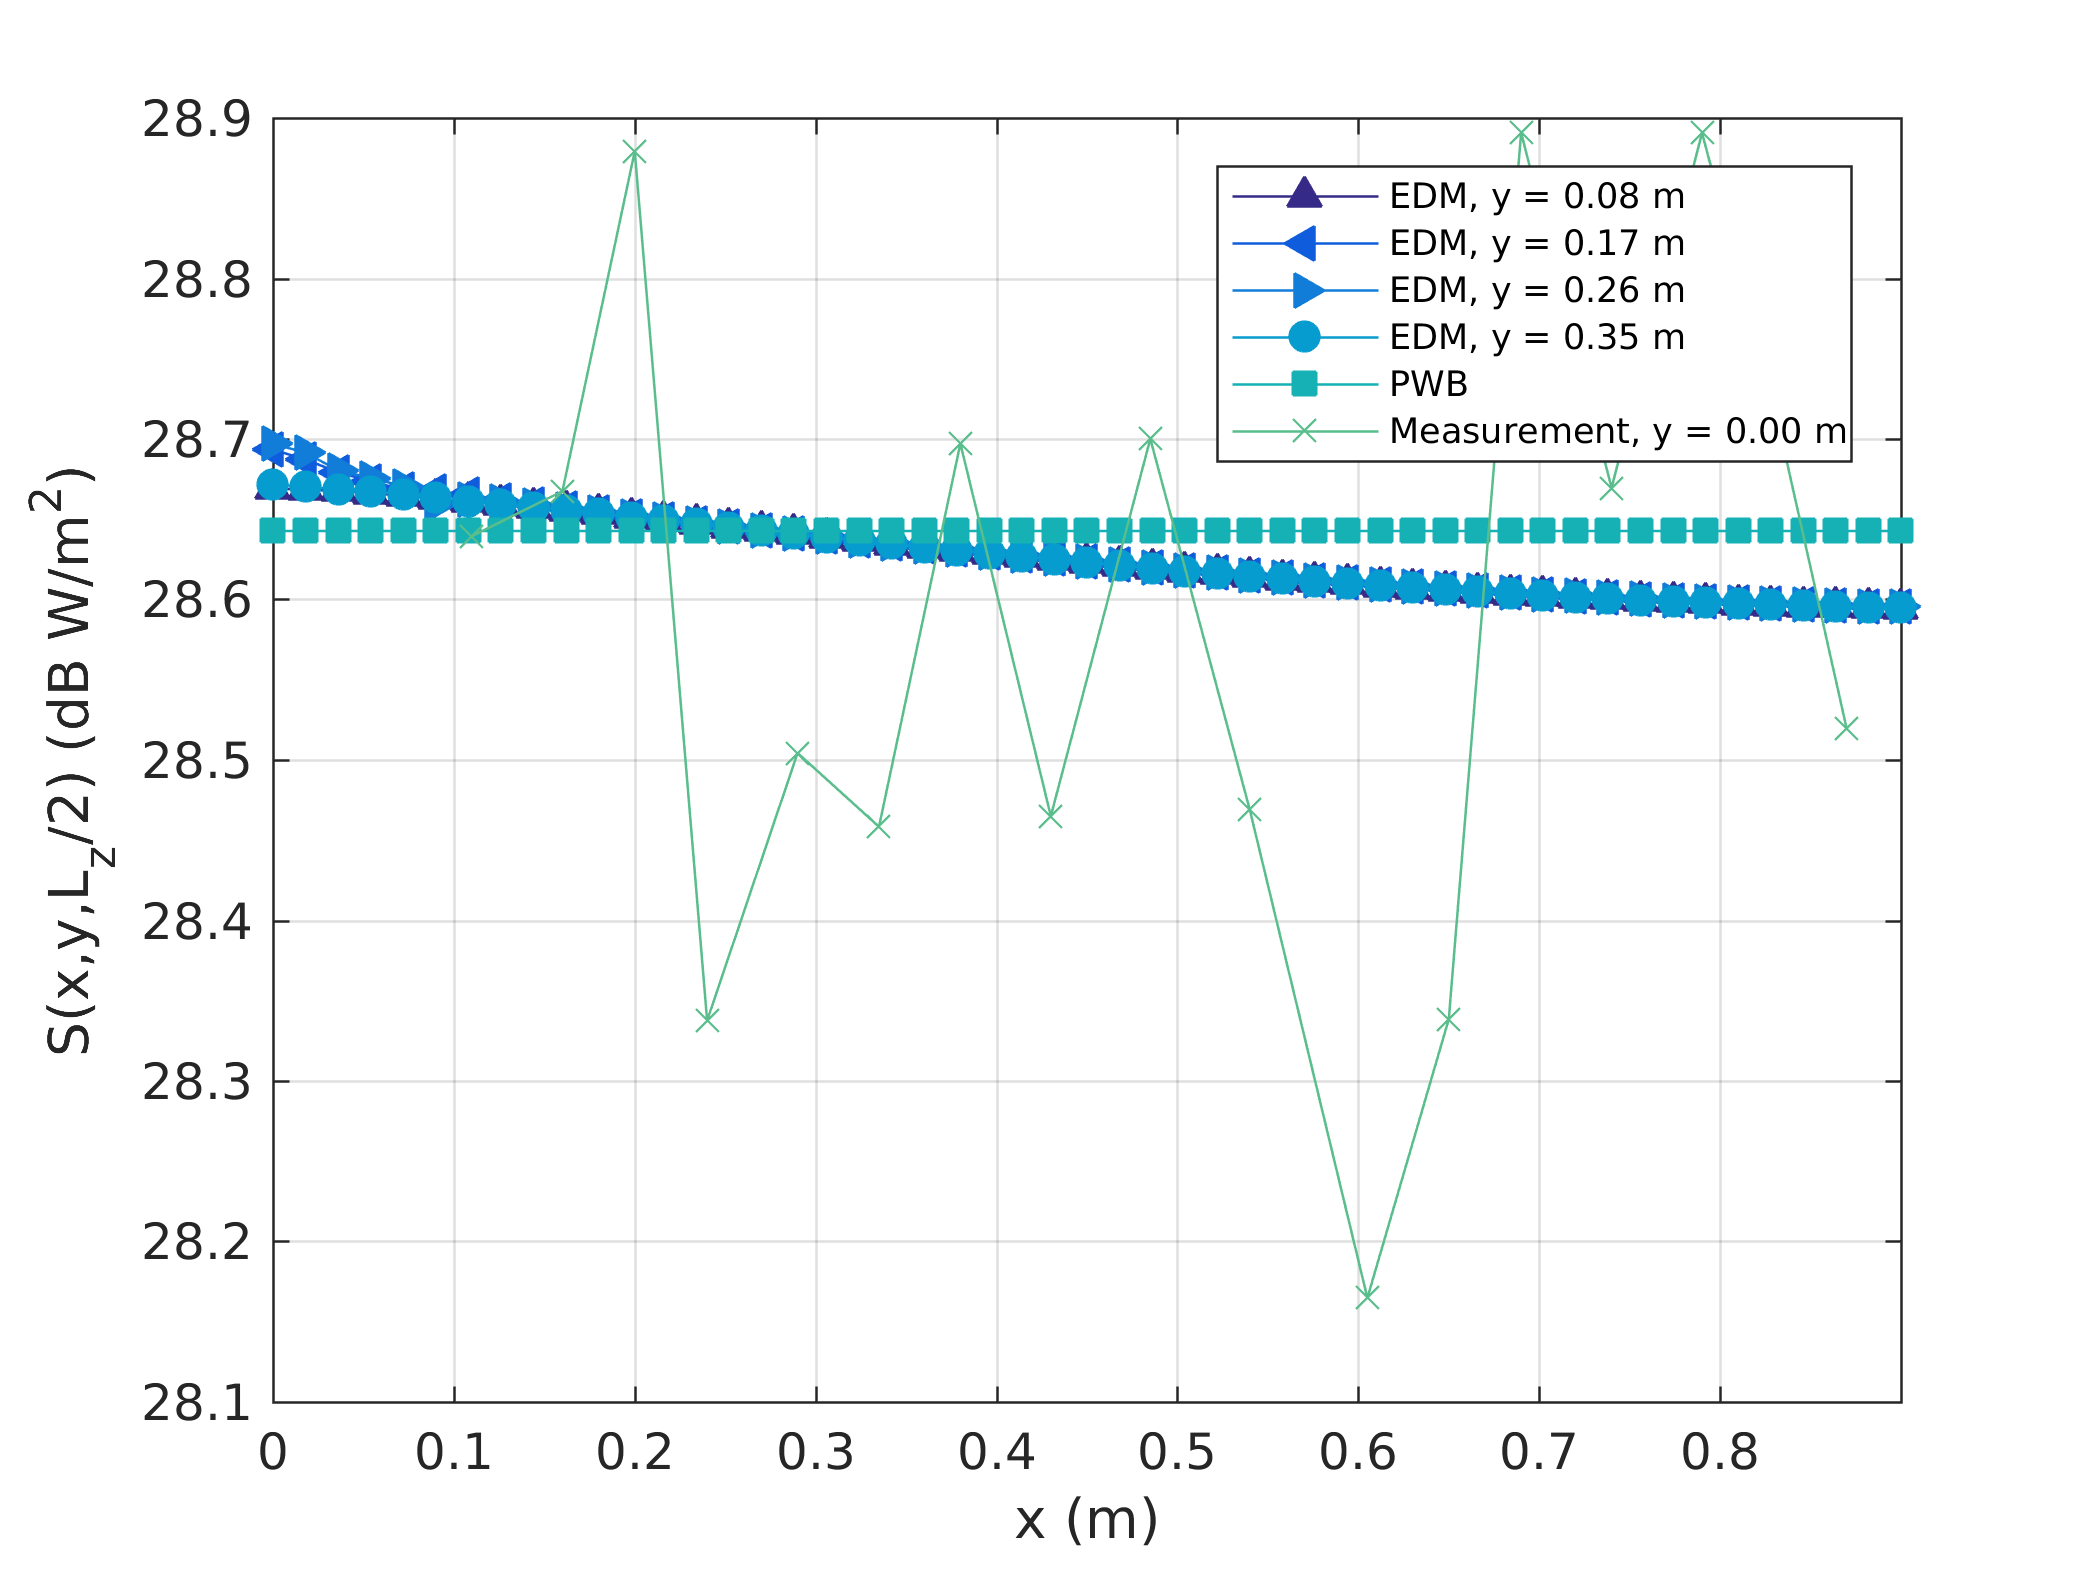 28.9
28.8
28.7
28.6
28.5
28.4
28.3
28.2
28.1
S(x,y,L_z/2) (dB W/m^2)
EDM, y = 0.08 m
EDM, y = 0.17 m
EDM, y = 0.26 m
EDM, y = 0.35 m
PWB
Measurement, y = 0.00 m
0 0.1 0.2 0.3 0.4 0.5 0.6 0.7 0.8
x (m)